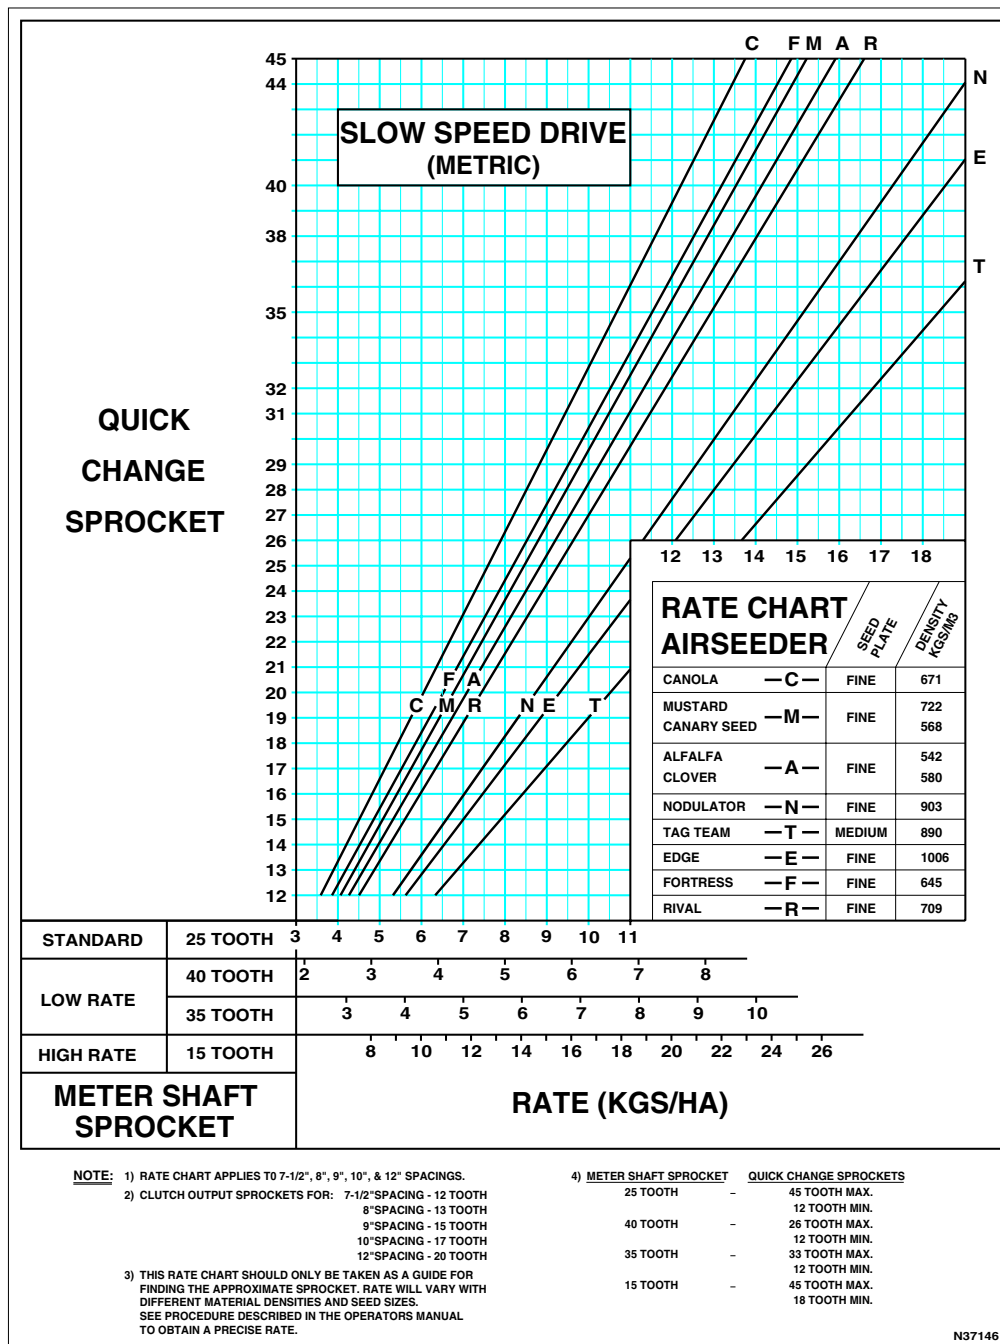 C F M A R
45
44
N
SLOW SPEED DRIVE
(METRIC)
E
40
38
T
35
32
31
QUICK
CHANGE
SPROCKET
29
28
27
26
25
24
23
22
21
20
19
18
17
16
15
14
13
12
F A
C M R N E T
12 13 14 15 16 17 18
RATE CHART
AIRSEEDER
SEED
PLATE
DENSITY
KGS/M3
CANOLA C FINE 671
MUSTARD 722
M FINE
CANARY SEED 568
ALFALFA 542
A FINE
CLOVER 580
NODULATOR N FINE 903
TAG TEAM T MEDIUM 890
EDGE E FINE 1006
FORTRESS F FINE 645
RIVAL R FINE 709
STANDARD 25 TOOTH 3 4 5 6 7 8 9 10 11
LOW RATE
40 TOOTH 2 3 4 5 6 7 8
35 TOOTH 3 4 5 6 7 8 9 10
HIGH RATE 15 TOOTH 8 10 12 14 16 18 20 22 24 26
METER SHAFT
SPROCKET
RATE (KGS/HA)
NOTE: 1) RATE CHART APPLIES T0 7-1/2", 8", 9", 10", & 12" SPACINGS.
2) CLUTCH OUTPUT SPROCKETS FOR: 7-1/2"SPACING - 12 TOOTH
8"SPACING - 13 TOOTH
9"SPACING - 15 TOOTH
10"SPACING - 17 TOOTH
12"SPACING - 20 TOOTH
3) THIS RATE CHART SHOULD ONLY BE TAKEN AS A GUIDE FOR
FINDING THE APPROXIMATE SPROCKET. RATE WILL VARY WITH
DIFFERENT MATERIAL DENSITIES AND SEED SIZES.
SEE PROCEDURE DESCRIBED IN THE OPERATORS MANUAL
TO OBTAIN A PRECISE RATE.
4) METER SHAFT SPROCKET QUICK CHANGE SPROCKETS
25 TOOTH – 45 TOOTH MAX.
12 TOOTH MIN.
40 TOOTH – 26 TOOTH MAX.
12 TOOTH MIN.
35 TOOTH – 33 TOOTH MAX.
12 TOOTH MIN.
15 TOOTH – 45 TOOTH MAX.
18 TOOTH MIN.
N37146